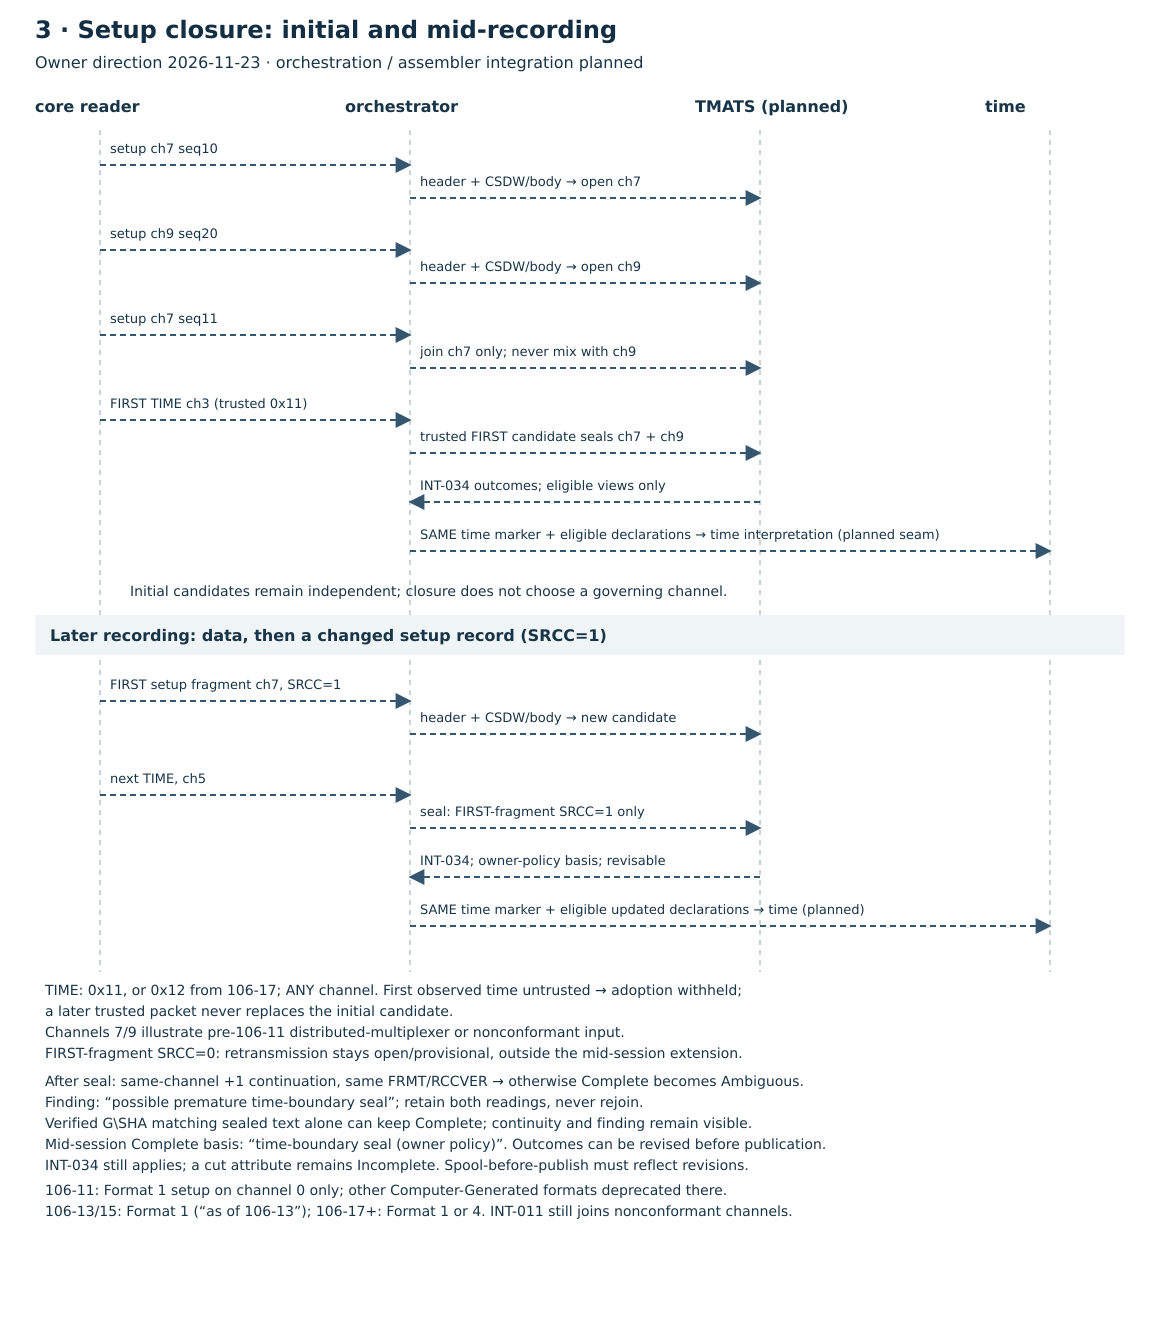 3 · Setup closure: initial and mid-recording
Owner direction 2026-11-23 · orchestration / assembler integration planned
core reader
orchestrator
TMATS (planned)
time
setup ch7 seq10
header + CSDW/body → open ch7
setup ch9 seq20
header + CSDW/body → open ch9
setup ch7 seq11
join ch7 only; never mix with ch9
FIRST TIME ch3 (trusted 0x11)
trusted FIRST candidate seals ch7 + ch9
INT-034 outcomes; eligible views only
SAME time marker + eligible declarations → time interpretation (planned seam)
Initial candidates remain independent; closure does not choose a governing channel.
Later recording: data, then a changed setup record (SRCC=1)
FIRST setup fragment ch7, SRCC=1
header + CSDW/body → new candidate
next TIME, ch5
seal: FIRST-fragment SRCC=1 only
INT-034; owner-policy basis; revisable
SAME time marker + eligible updated declarations → time (planned)
TIME: 0x11, or 0x12 from 106-17; ANY channel. First observed time untrusted → adoption withheld;
a later trusted packet never replaces the initial candidate.
Channels 7/9 illustrate pre-106-11 distributed-multiplexer or nonconformant input.
FIRST-fragment SRCC=0: retransmission stays open/provisional, outside the mid-session extension.
After seal: same-channel +1 continuation, same FRMT/RCCVER → otherwise Complete becomes Ambiguous.
Finding: “possible premature time-boundary seal”; retain both readings, never rejoin.
Verified G\SHA matching sealed text alone can keep Complete; continuity and finding remain visible.
Mid-session Complete basis: “time-boundary seal (owner policy)”. Outcomes can be revised before publication.
INT-034 still applies; a cut attribute remains Incomplete. Spool-before-publish must reflect revisions.
106-11: Format 1 setup on channel 0 only; other Computer-Generated formats deprecated there.
106-13/15: Format 1 (“as of 106-13”); 106-17+: Format 1 or 4. INT-011 still joins nonconformant channels.